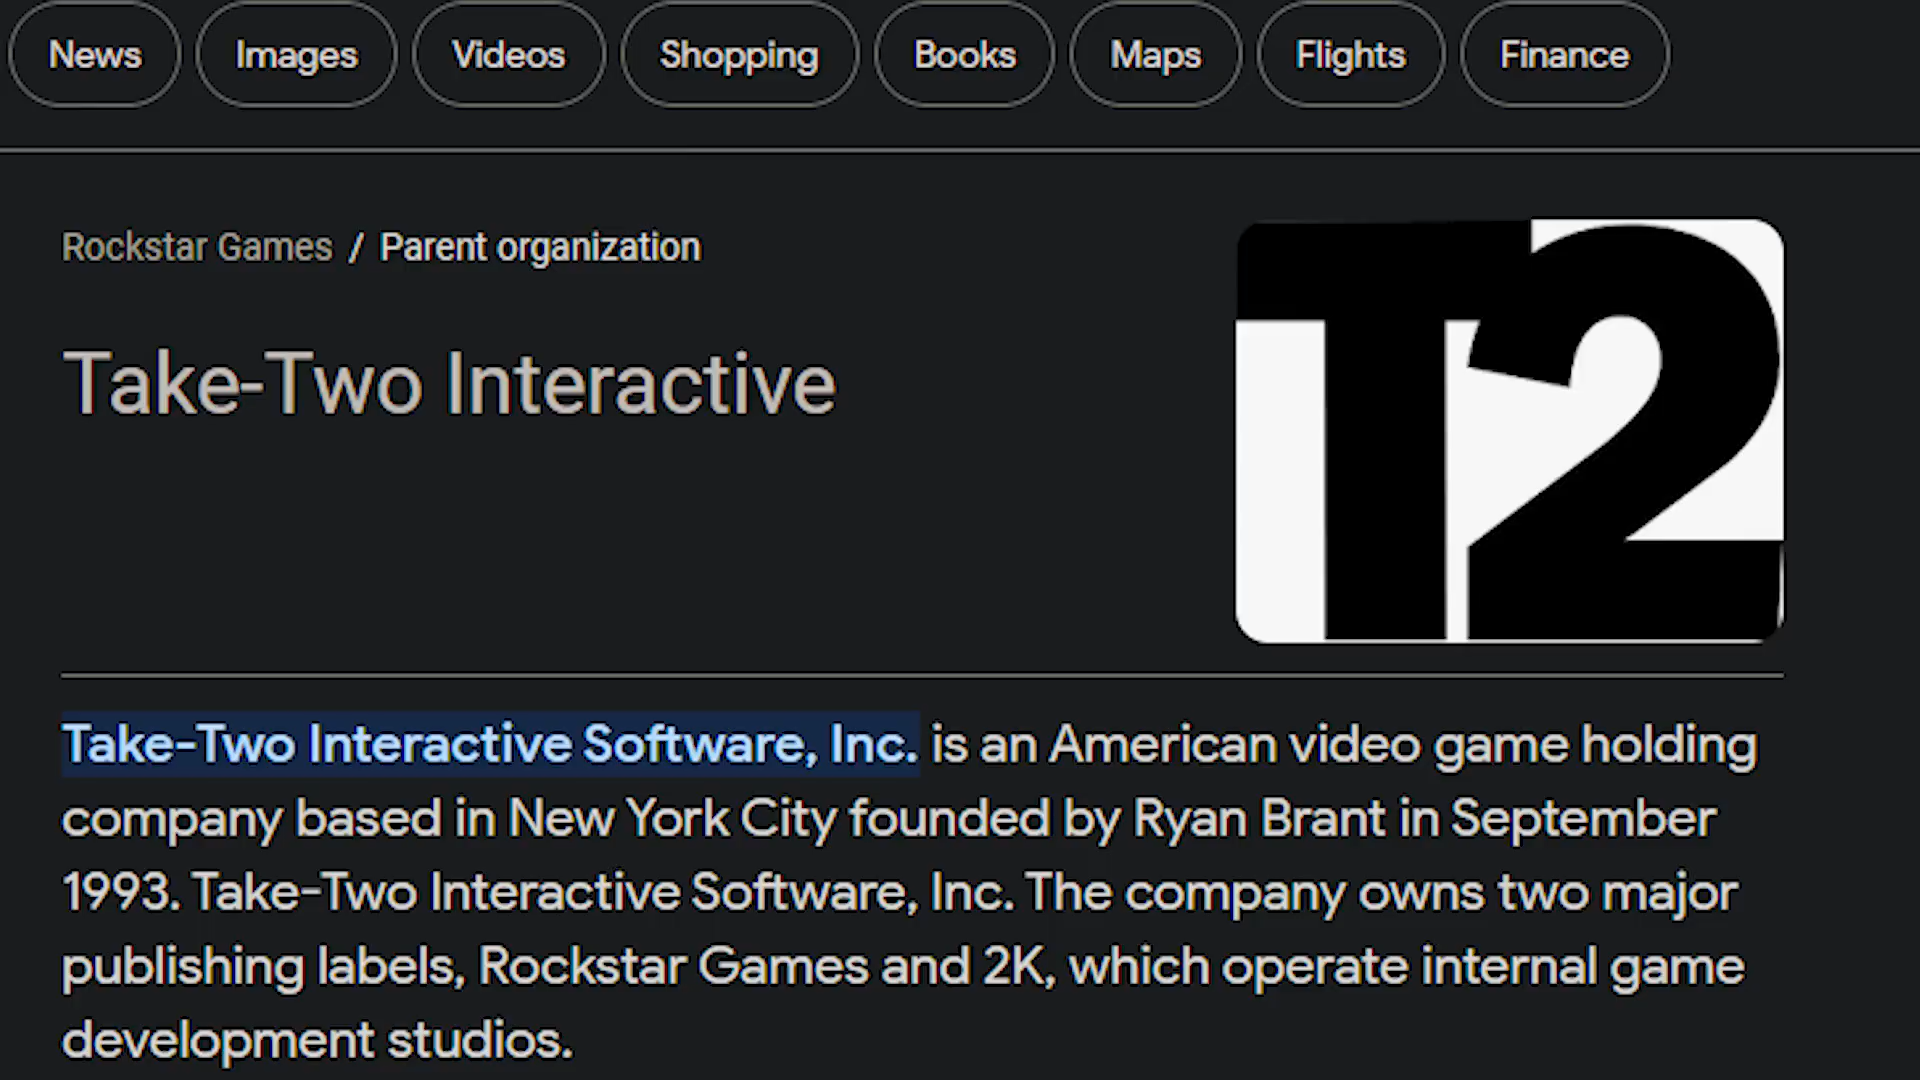 News Images Videos Shopping Books Maps Flights Finance
Rockstar Games / Parent organization
Take-Two Interactive
T2
Take-Two Interactive Software, Inc. is an American video game holding
company based in New York City founded by Ryan Brant in September
1993. Take-Two Interactive Software, Inc. The company owns two major
publishing labels, Rockstar Games and 2K, which operate internal game
development studios.